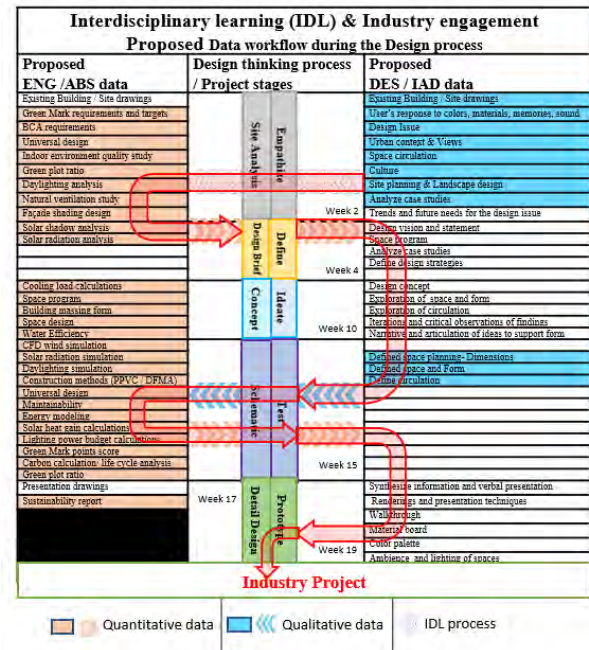 Interdisciplinary learning (IDL) & Industry engagement
Proposed Data workflow during the Design process
Proposed
ENG /ABS data
Design thinking process
/ Project stages
Proposed
DES / IAD data
Existing Building / Site drawings
Green Mark requirements and targets
BCA requirements
Universal design
Indoor environment quality study
Green plot ratio
Daylighting analysis
Natural ventilation study
Façade shading design
Solar shadow analysis
Solar radiation analysis
Cooling load calculations
Space program
Building massing form
Space design
Water Efficiency
CFD wind simulation
Solar radiation simulation
Daylighting simulation
Construction methods (PPVC / DFMA)
Universal design
Maintainability
Energy modeling
Solar heat gain calculations
Lighting power budget calculations
Green Mark points score
Carbon calculation- life cycle analysis
Green plot ratio
Presentation drawings
Sustainability report
Site Analysis
Empathize
Week 2
Design Brief
Define
Week 4
Concept
Ideate
Week 10
Schematic
Test
Week 15
Week 17
Detail Design
Prototype
Week 19
Existing Building / Site drawings
User's response to colors, materials, memories, sound
Design Issue
Urban context & Views
Space circulation
Culture
Site planning & Landscape design
Analyze case studies
Trends and future needs for the design issue
Design vision and statement
Space program
Analyze case studies
Define design strategies
Design concept
Exploration of space and form
Exploration of circulation
Iterations and critical observations of findings
Narrative and articulation of ideas to support form
Defined space planning- Dimensions
Defined space and Form
Define circulation
Synthesize information and verbal presentation
Renderings and presentation techniques
Walkthrough
Material board
Color palette
Ambience and lighting of spaces
Industry Project
Quantitative data
Qualitative data
IDL process